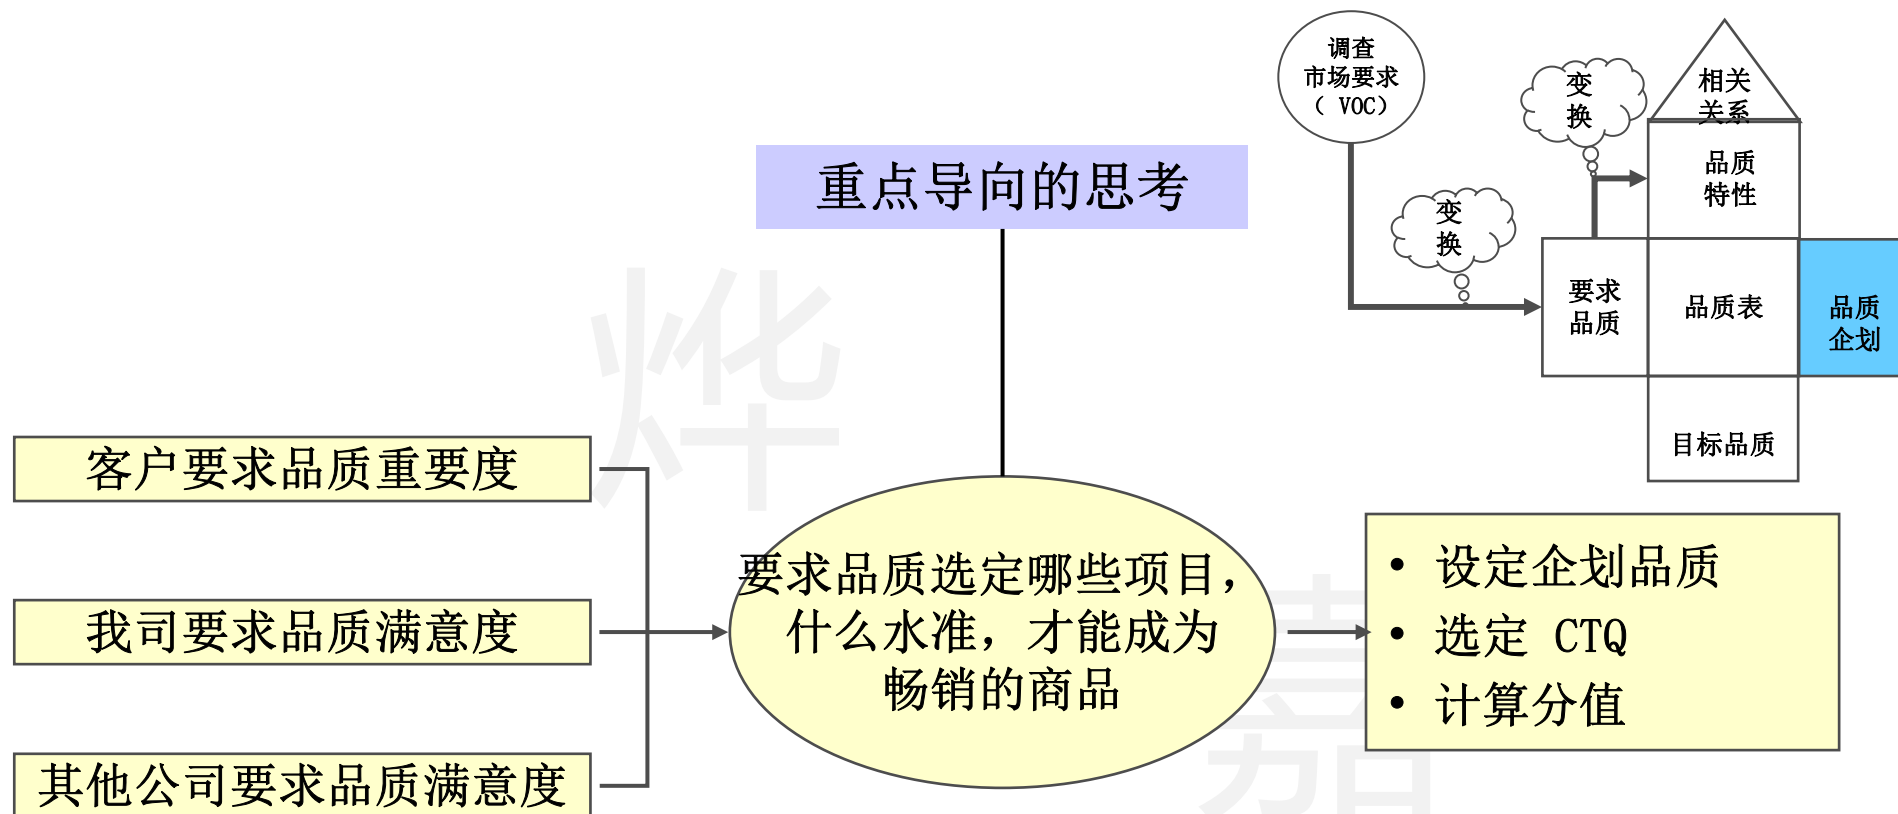 调查
市场要求
（ VOC）
变
换
相关
关系
品质
特性
变
换
要求
品质
品质表
品质
企划
目标品质
重点导向的思考
客户要求品质重要度
我司要求品质满意度
其他公司要求品质满意度
要求品质选定哪些项目，
什么水准，才能成为
畅销的商品
• 设定企划品质
• 选定 CTQ
• 计算分值
烨
嘉